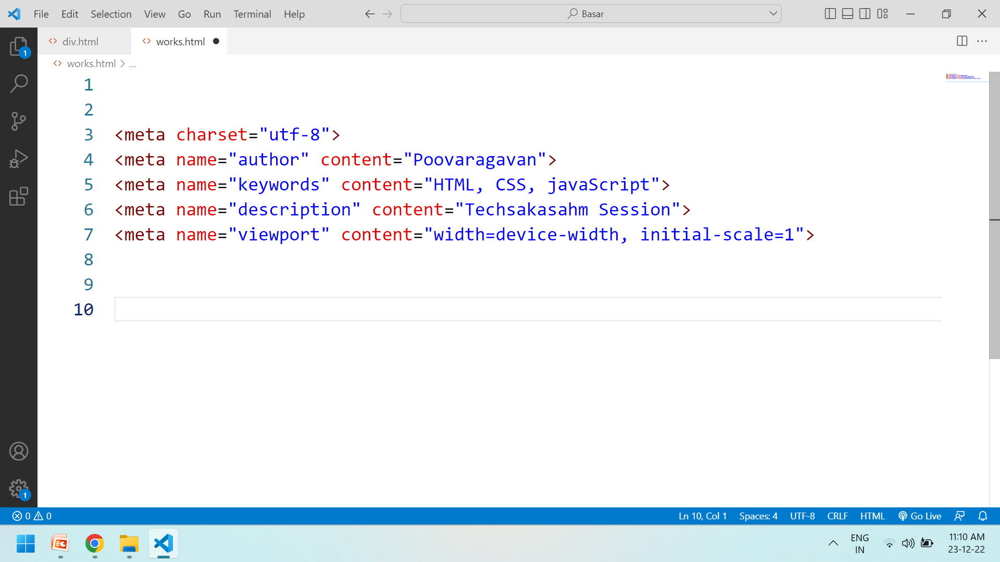 File Edit Selection View Go Run Terminal Help
Basar
div.html
works.html
works.html > ...
1
2
3 <meta charset="utf-8">
4 <meta name="author" content="Poovaragavan">
5 <meta name="keywords" content="HTML, CSS, javaScript">
6 <meta name="description" content="Techsakasahm Session">
7 <meta name="viewport" content="width=device-width, initial-scale=1">
8
9
10
1
1
0 0 Ln 10, Col 1 Spaces: 4 UTF-8 CRLF HTML Go Live
ENG
IN
11:10 AM
23-12-22